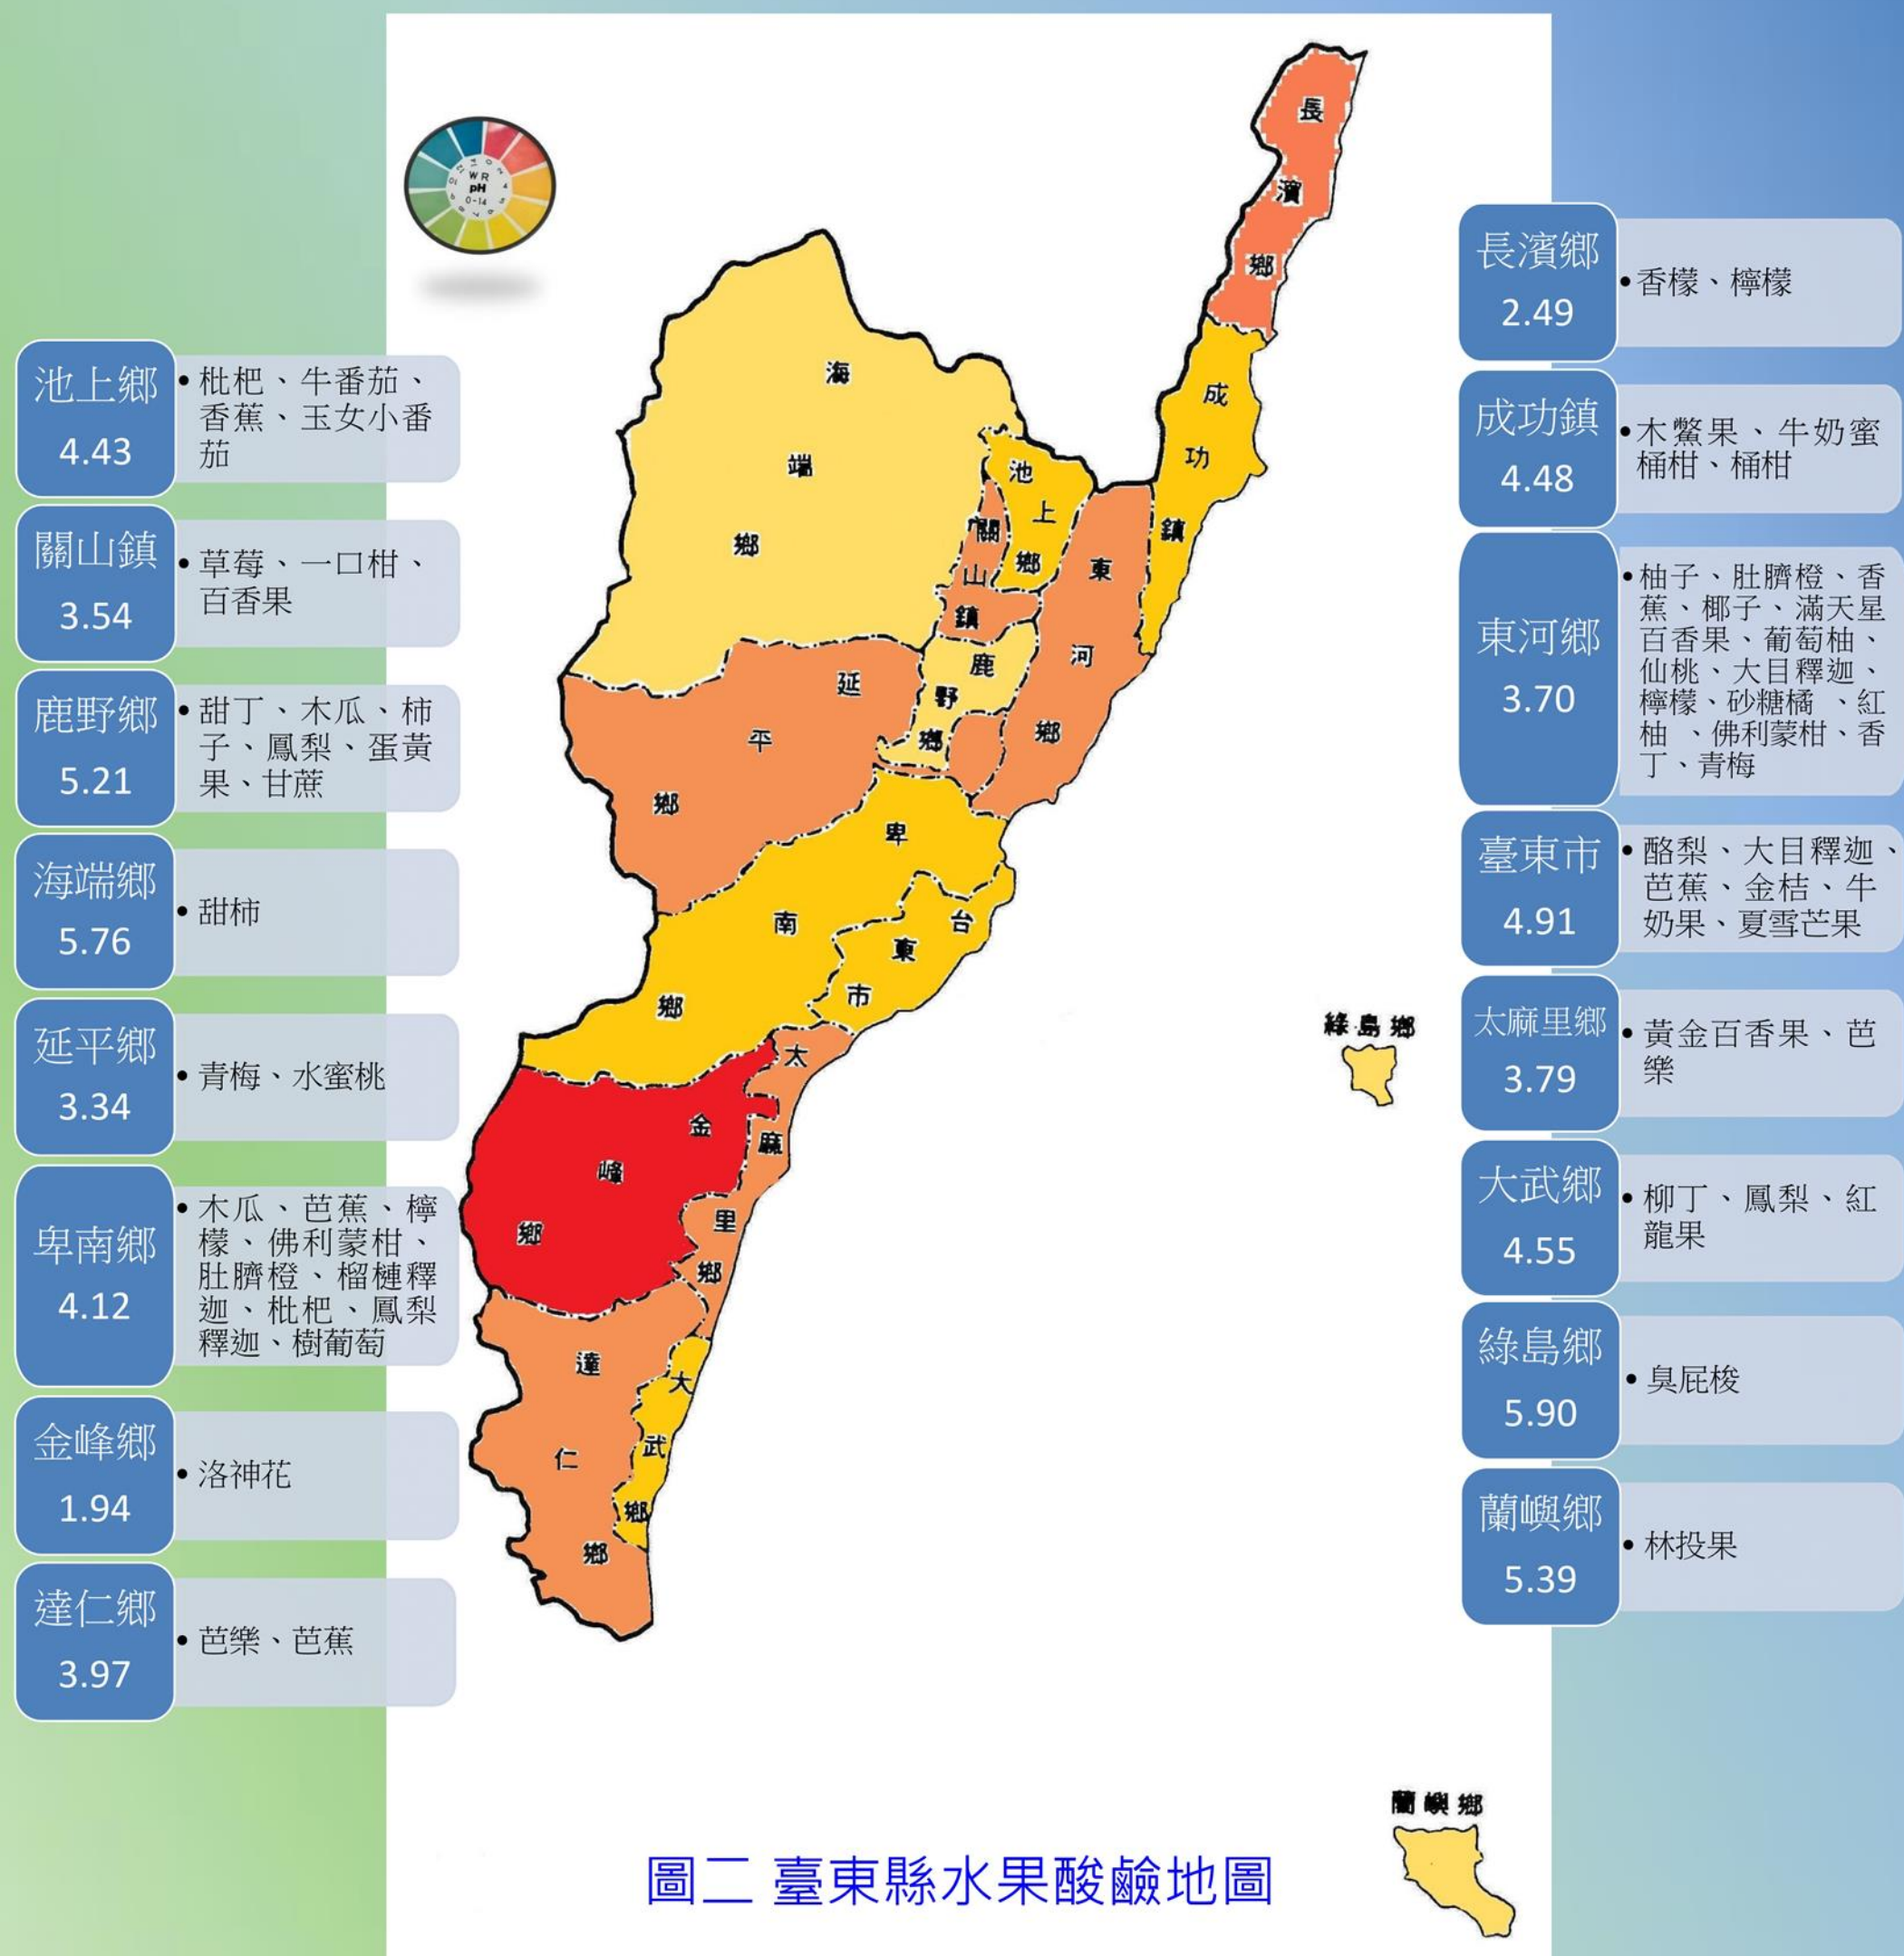 WR
pH
0-14
池上鄉
4.43
•枇杷、牛番茄、
香蕉、玉女小番
茄
關山鎮
3.54
•草莓、一口柑、
百香果
鹿野鄉
5.21
•甜丁、木瓜、柿
子、鳳梨、蛋黃
果、甘蔗
海端鄉
5.76
•甜柿
延平鄉
3.34
•青梅、水蜜桃
卑南鄉
4.12
•木瓜、芭蕉、檸
檬、佛利蒙柑、
肚臍橙、榴槤釋
迦、枇杷、鳳梨
釋迦、樹葡萄
金峰鄉
1.94
•洛神花
達仁鄉
3.97
•芭樂、芭蕉
長濱鄉
成功鎮
海端鄉
池上鄉
關山鎮
東河鄉
鹿野鄉
延平鄉
卑南鄉
台東市
太麻里鄉
金峰鄉
達仁鄉
大武鄉
綠島鄉
蘭嶼鄉
長濱鄉
2.49
•香檬、檸檬
成功鎮
4.48
•木鱉果、牛奶蜜
桶柑、桶柑
東河鄉
3.70
•柚子、肚臍橙、香
蕉、椰子、滿天星
百香果、葡萄柚、
仙桃、大目釋迦、
檸檬、砂糖橘 、紅
柚 、佛利蒙柑、香
丁、青梅
臺東市
4.91
•酪梨、大目釋迦、
芭蕉、金桔、牛
奶果、夏雪芒果
太麻里鄉
3.79
•黃金百香果、芭
樂
大武鄉
4.55
•柳丁、鳳梨、紅
龍果
綠島鄉
5.90
•臭屁梭
蘭嶼鄉
5.39
•林投果
圖二 臺東縣水果酸鹼地圖